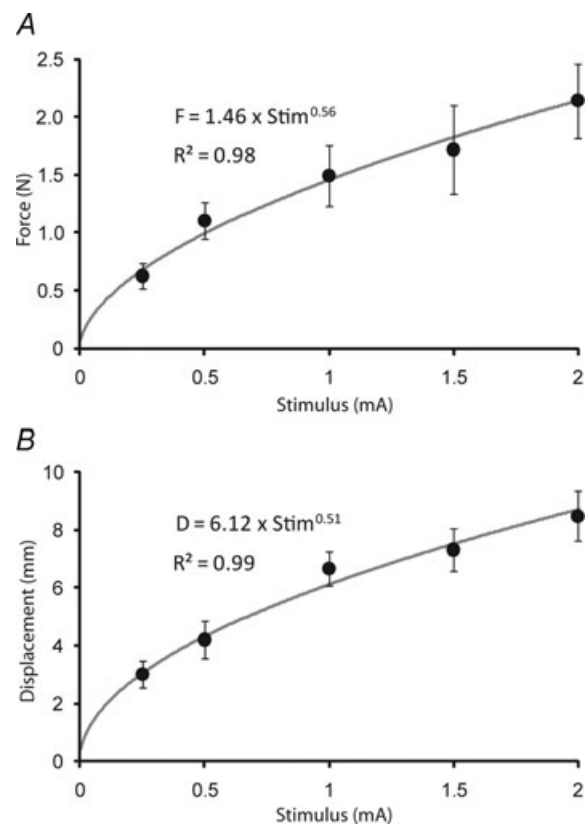 A
2.5
F = 1.46 x Stim^0.56
2.0
R² = 0.98
1.5
Force (N)
1.0
0.5
0
0 0.5 1 1.5 2
Stimulus (mA)
B
10
D = 6.12 x Stim^0.51
8
R² = 0.99
6
Displacement (mm)
4
2
0
0 0.5 1 1.5 2
Stimulus (mA)